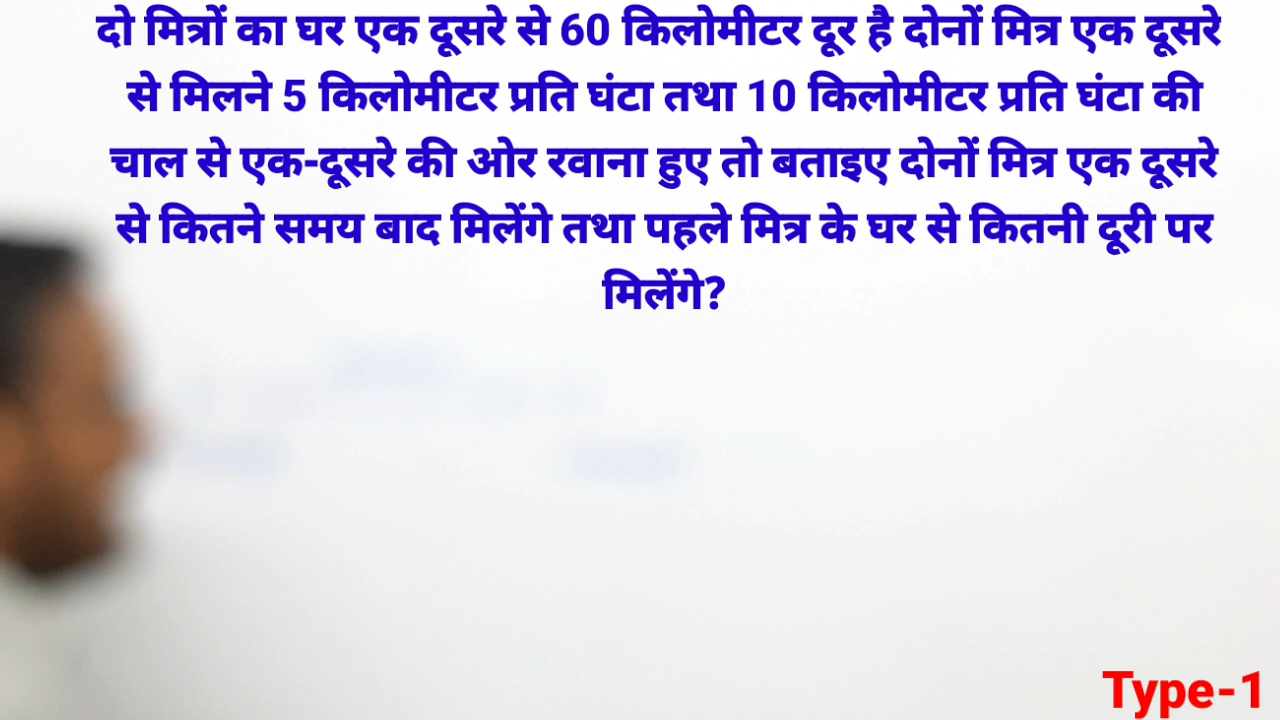 दो मित्रों का घर एक दूसरे से 60 किलोमीटर दूर है दोनों मित्र एक दूसरे
से मिलने 5 किलोमीटर प्रति घंटा तथा 10 किलोमीटर प्रति घंटा की
चाल से एक-दूसरे की ओर रवाना हुए तो बताइए दोनों मित्र एक दूसरे
से कितने समय बाद मिलेंगे तथा पहले मित्र के घर से कितनी दूरी पर
मिलेंगे?
Type-1